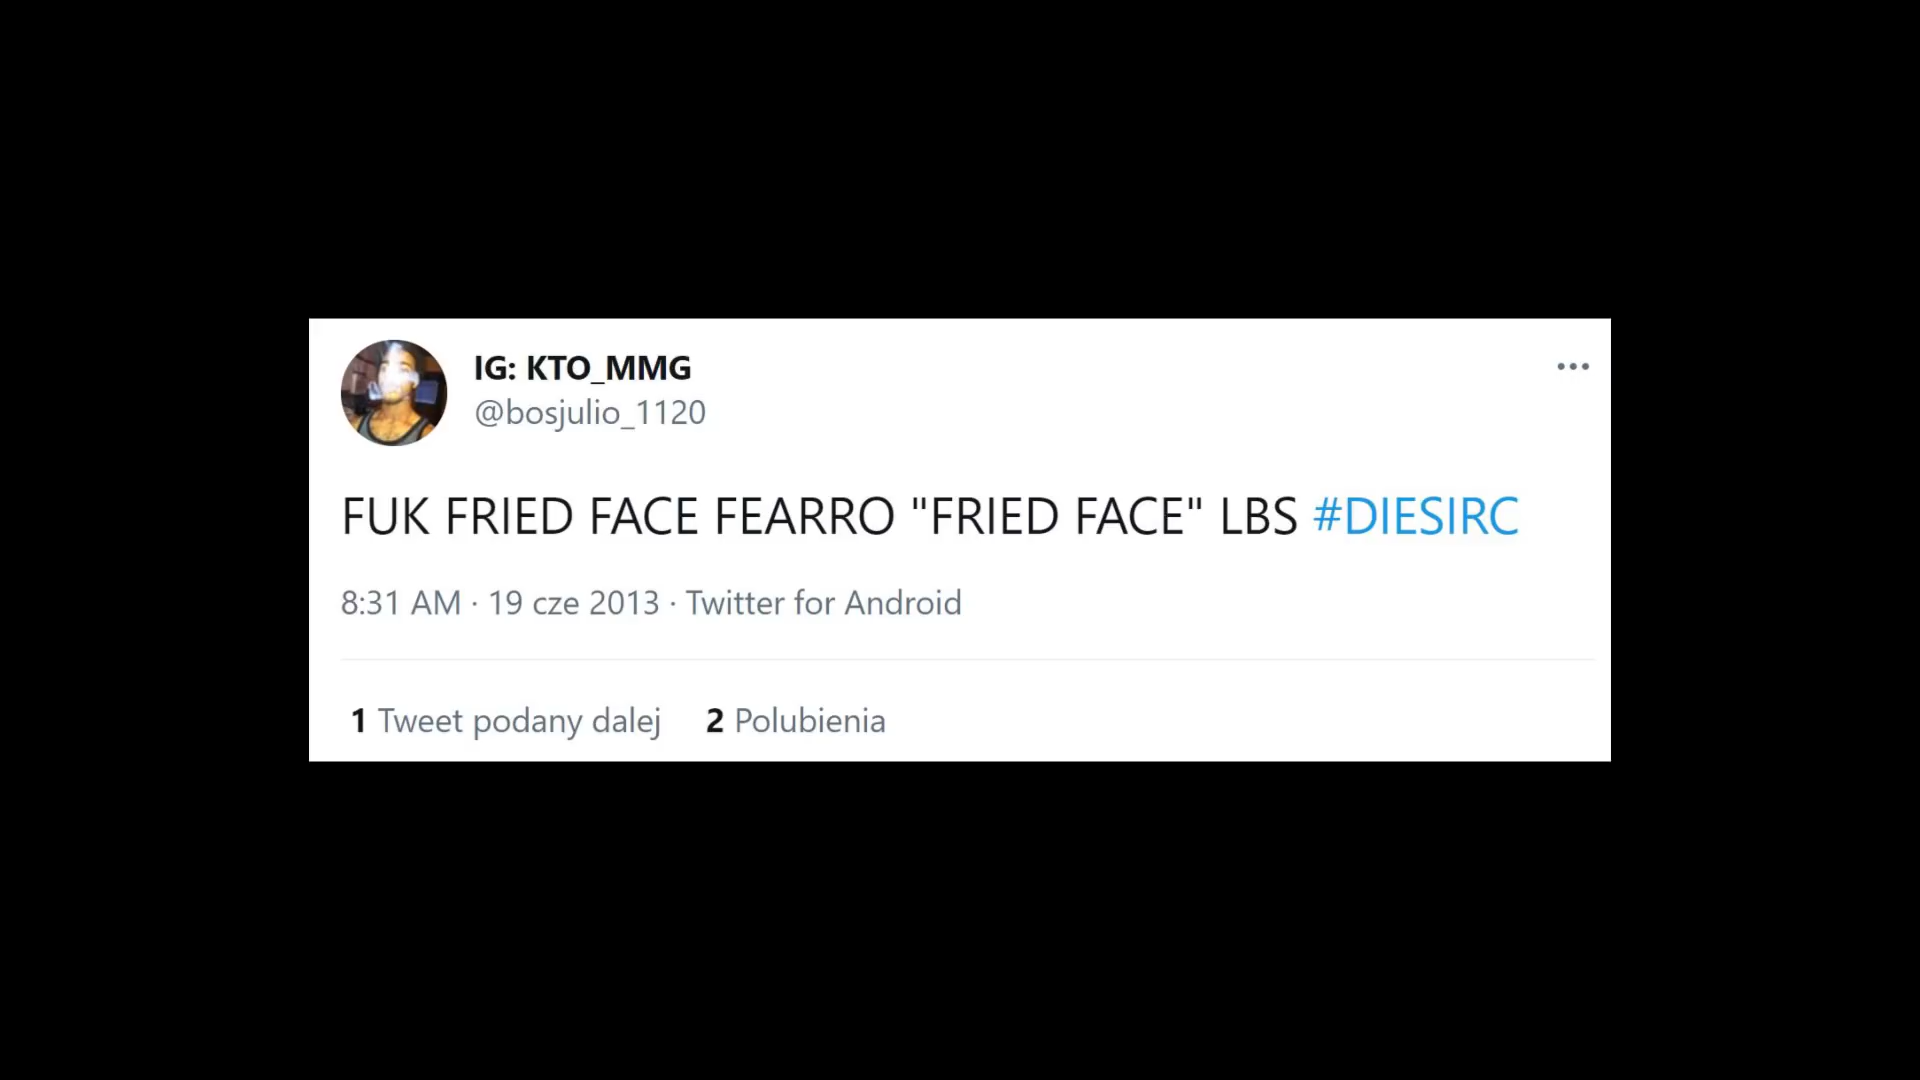 IG: KTO_MMG
@bosjulio_1120
FUK FRIED FACE FEARRO "FRIED FACE" LBS #DIESIRC
8:31 AM · 19 cze 2013 · Twitter for Android
1 Tweet podany dalej 2 Polubienia